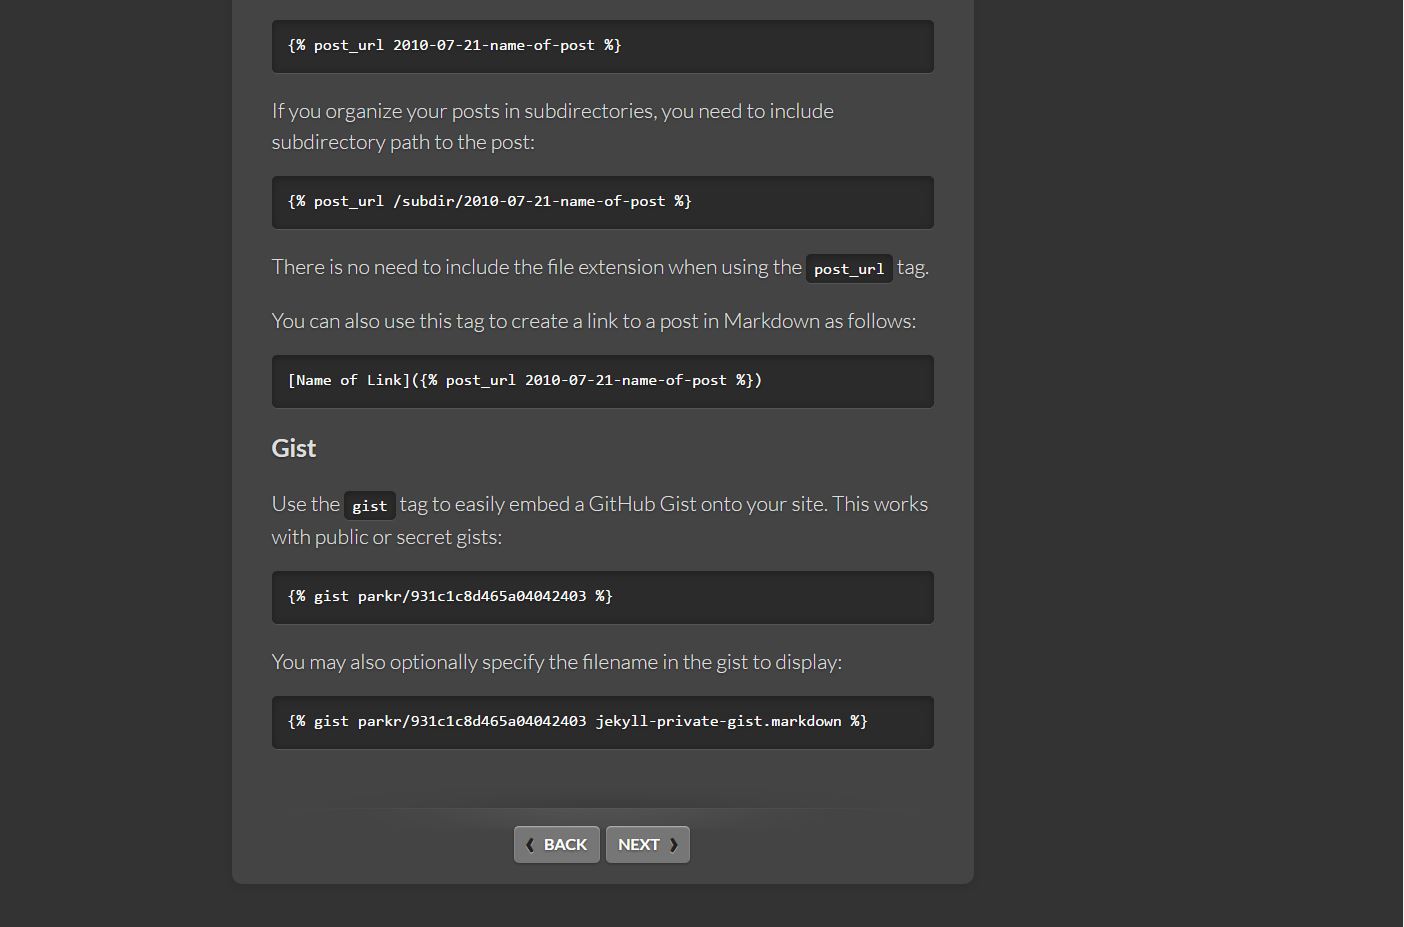 {% post_url 2010-07-21-name-of-post %}
If you organize your posts in subdirectories, you need to include
subdirectory path to the post:
{% post_url /subdir/2010-07-21-name-of-post %}
There is no need to include the file extension when using the post_url tag.
You can also use this tag to create a link to a post in Markdown as follows:
[Name of Link]({% post_url 2010-07-21-name-of-post %})
Gist
Use the gist tag to easily embed a GitHub Gist onto your site. This works
with public or secret gists:
{% gist parkr/931c1c8d465a04042403 %}
You may also optionally specify the filename in the gist to display:
{% gist parkr/931c1c8d465a04042403 jekyll-private-gist.markdown %}
❮ BACK NEXT ❯